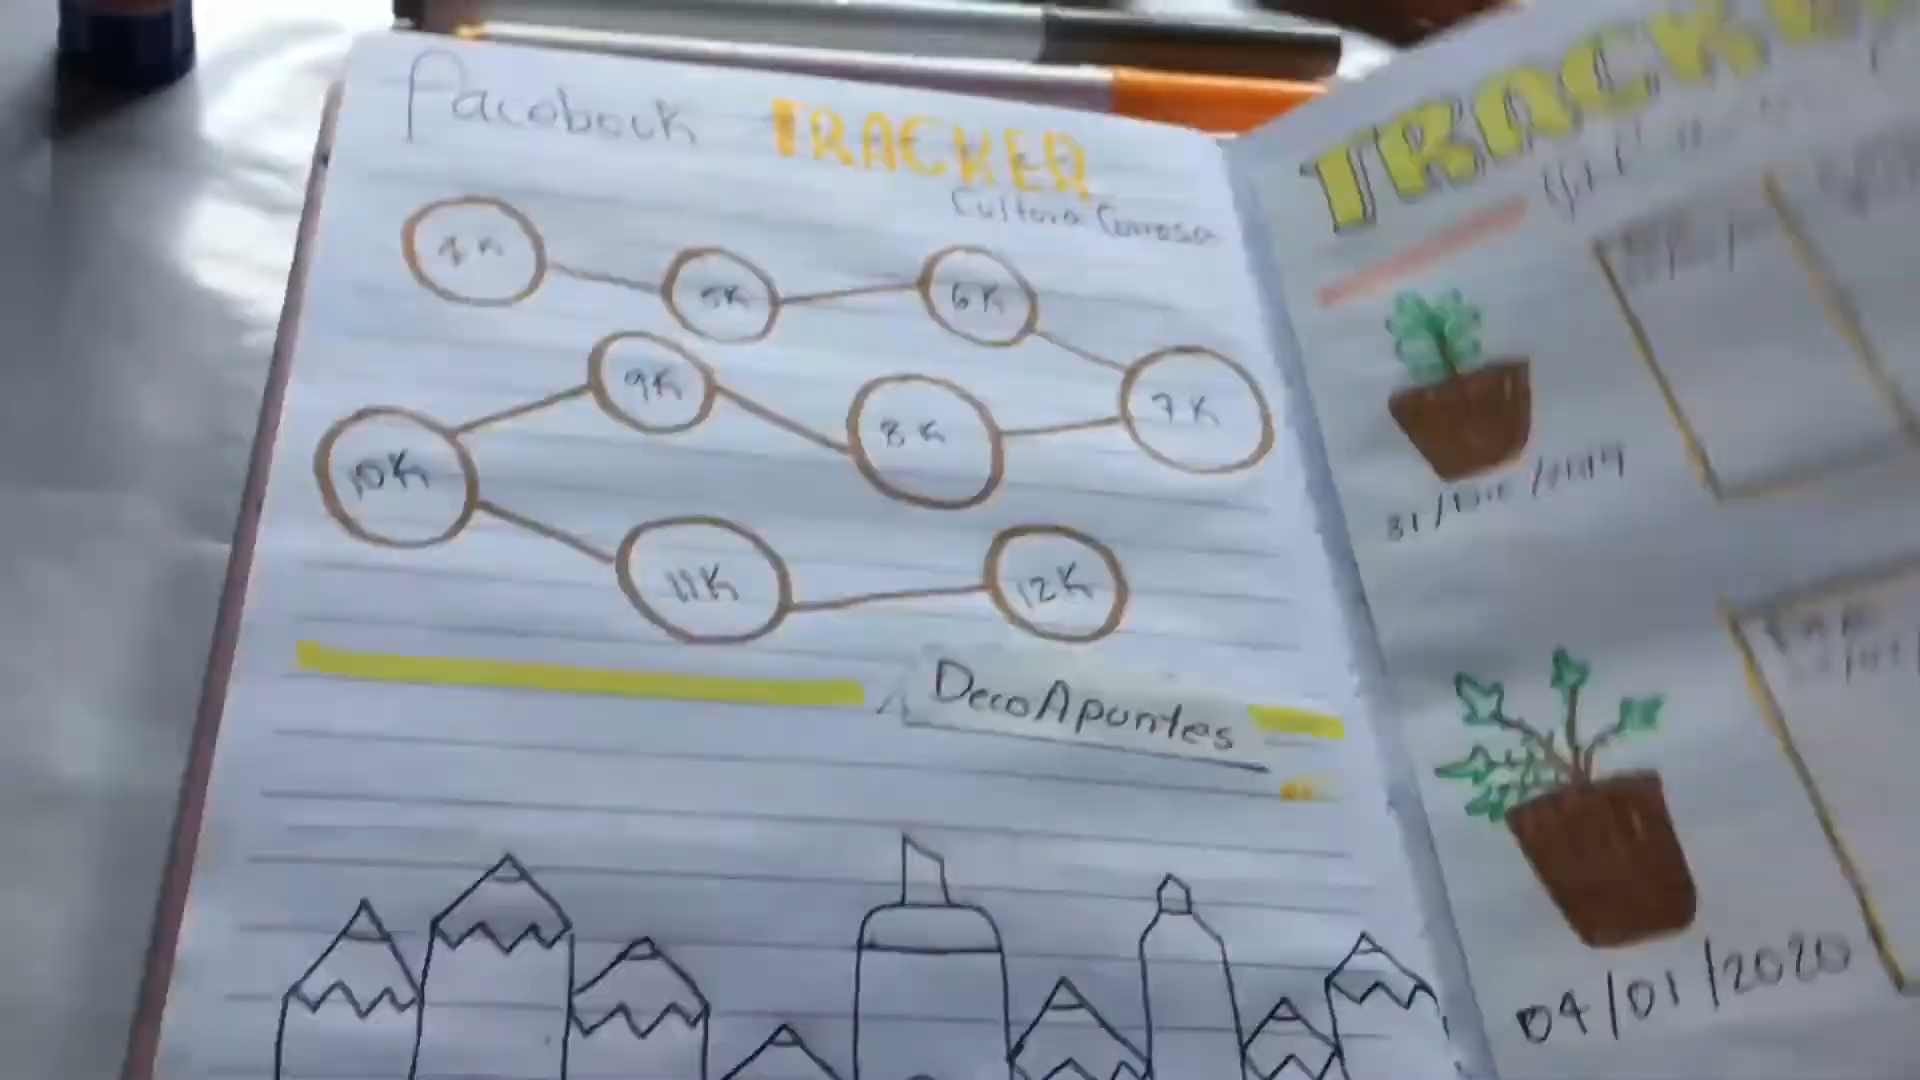 Facebook TRACKER
Cultura Curiosa
4K
5K
6K
7K
8K
9K
10K
11K
12K
DecoApuntes
TRACKER
04/01/2020